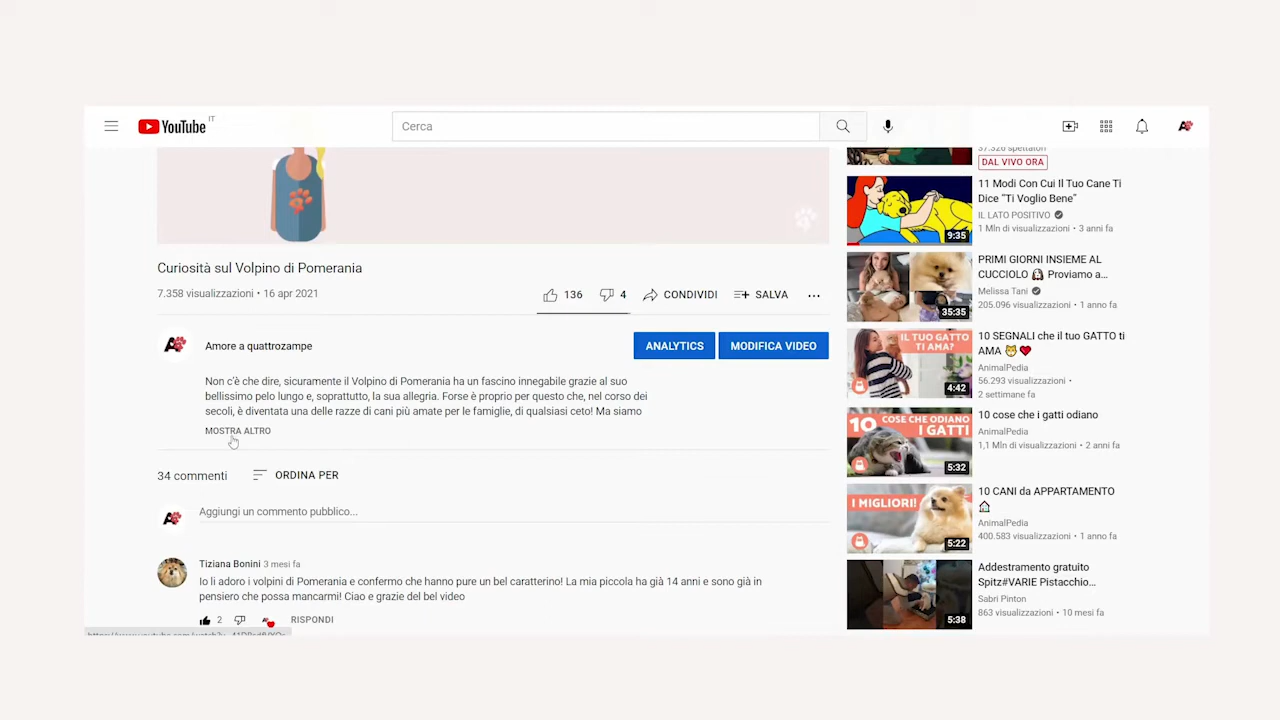 YouTube IT
Cerca
Curiosità sul Volpino di Pomerania
7.358 visualizzazioni • 16 apr 2021
136
4
CONDIVIDI
SALVA
Amore a quattrozampe
ANALYTICS
MODIFICA VIDEO
Non c'è che dire, sicuramente il Volpino di Pomerania ha un fascino innegabile grazie al suo
bellissimo pelo lungo e, soprattutto, la sua allegria. Forse è proprio per questo che, nel corso dei
secoli, è diventata una delle razze di cani più amate per le famiglie, di qualsiasi ceto! Ma siamo
MOSTRA ALTRO
34 commenti
ORDINA PER
Aggiungi un commento pubblico...
Tiziana Bonini 3 mesi fa
Io li adoro i volpini di Pomerania e confermo che hanno pure un bel caratterino! La mia piccola ha già 14 anni e sono già in
pensiero che possa mancarmi! Ciao e grazie del bel video
2
RISPONDI
37.326 spettatori
DAL VIVO ORA
9:35
11 Modi Con Cui Il Tuo Cane Ti
Dice "Ti Voglio Bene"
IL LATO POSITIVO
1 Mln di visualizzazioni • 3 anni fa
35:35
PRIMI GIORNI INSIEME AL
CUCCIOLO 🐶 Proviamo a...
Melissa Tani
205.096 visualizzazioni • 1 anno fa
IL TUO GATTO
TI AMA?
4:42
10 SEGNALI che il tuo GATTO ti
AMA 😺❤️
AnimalPedia
56.293 visualizzazioni •
2 settimane fa
10 COSE CHE ODIANO
I GATTI
5:32
10 cose che i gatti odiano
AnimalPedia
1,1 Mln di visualizzazioni • 2 anni fa
I MIGLIORI!
5:22
10 CANI da APPARTAMENTO
🏠
AnimalPedia
400.583 visualizzazioni • 1 anno fa
5:38
Addestramento gratuito
Spitz#VARIE Pistacchio...
Sabri Pinton
863 visualizzazioni • 10 mesi fa